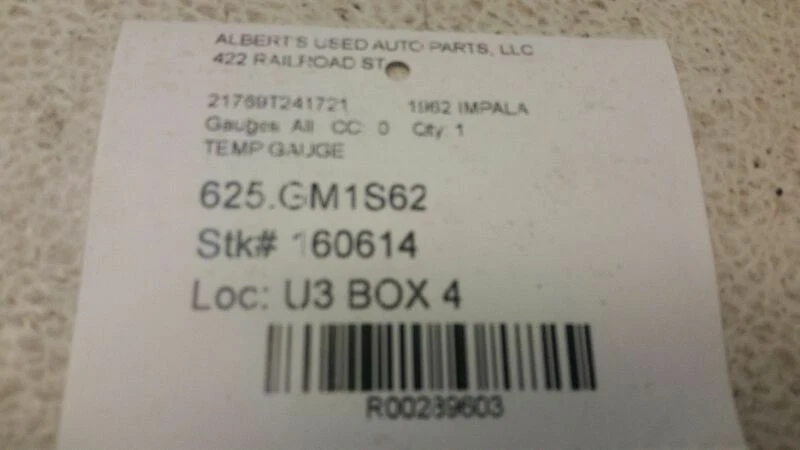 ALBERT'S USED AUTO PARTS, LLC
422 RAILROAD ST
21769T241721 1962 IMPALA
Gauges All CC: 0 Qty: 1
TEMP GAUGE
625.GM1S62
Stk# 160614
Loc: U3 BOX 4
R00289603